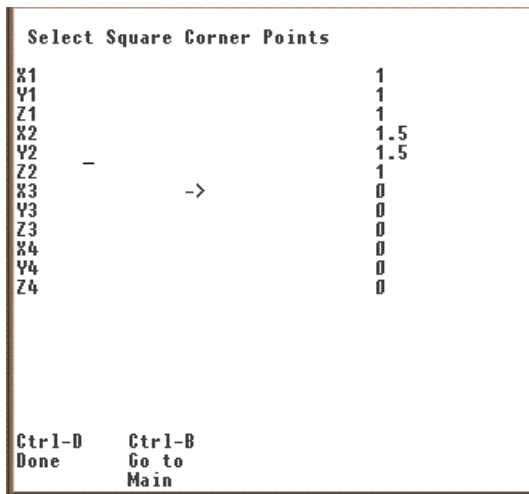 Select Square Corner Points
X1 1
Y1 1
Z1 1
X2 1.5
Y2 1.5
Z2 1
X3 -> 0
Y3 0
Z3 0
X4 0
Y4 0
Z4 0
Ctrl-D Ctrl-B
Done Go to
Main